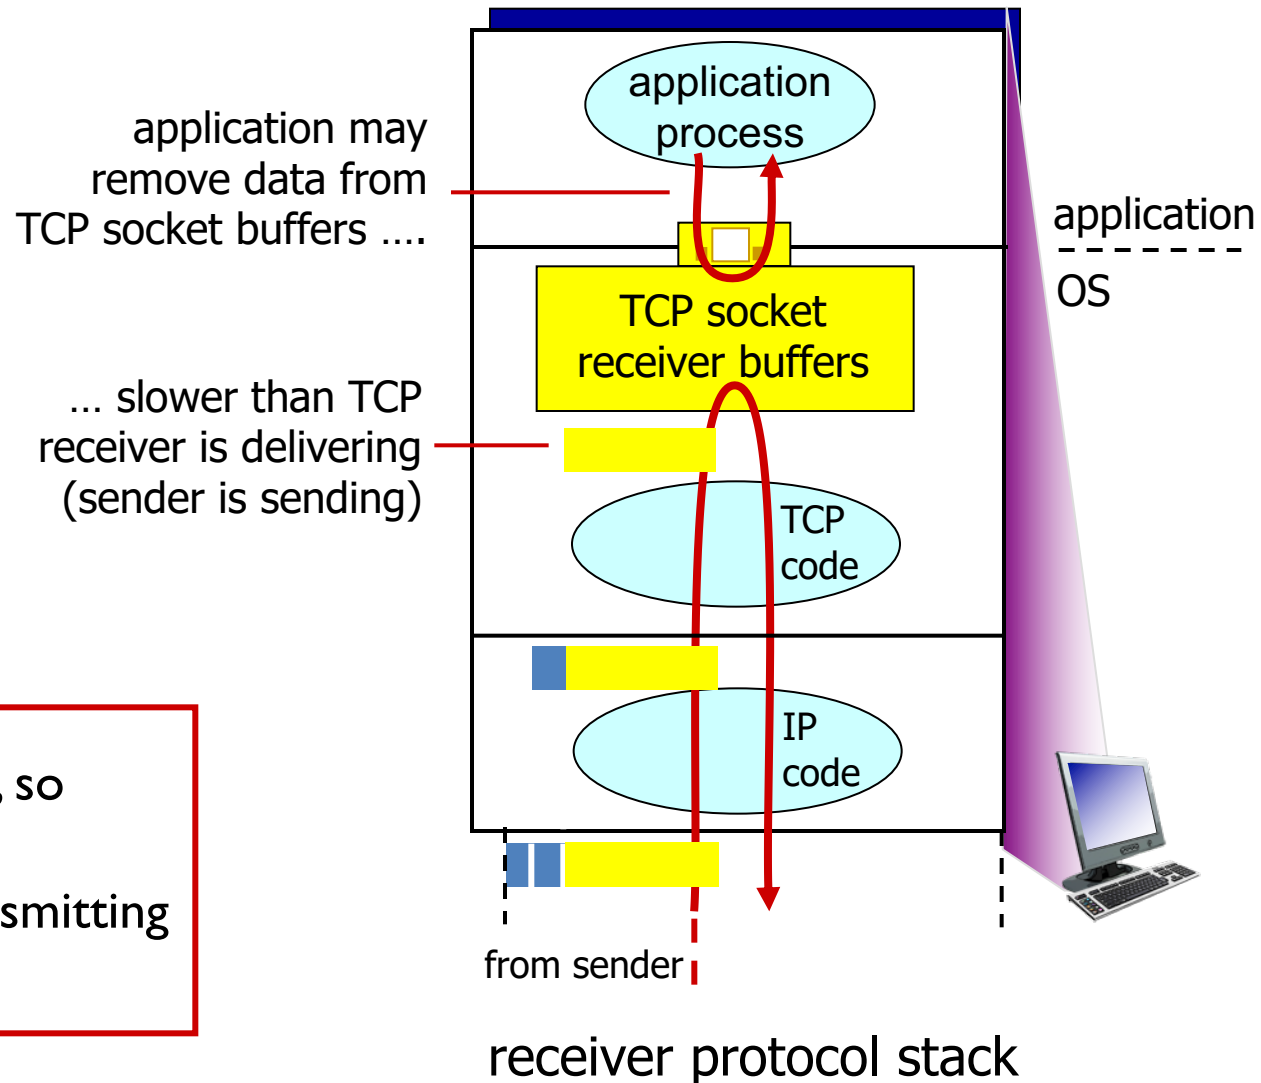 application
process
application may
remove data from
TCP socket buffers ….
application
OS
TCP socket
receiver buffers
… slower than TCP
receiver is delivering
(sender is sending)
TCP
code
IP
code
, so
smitting
from sender
receiver protocol stack